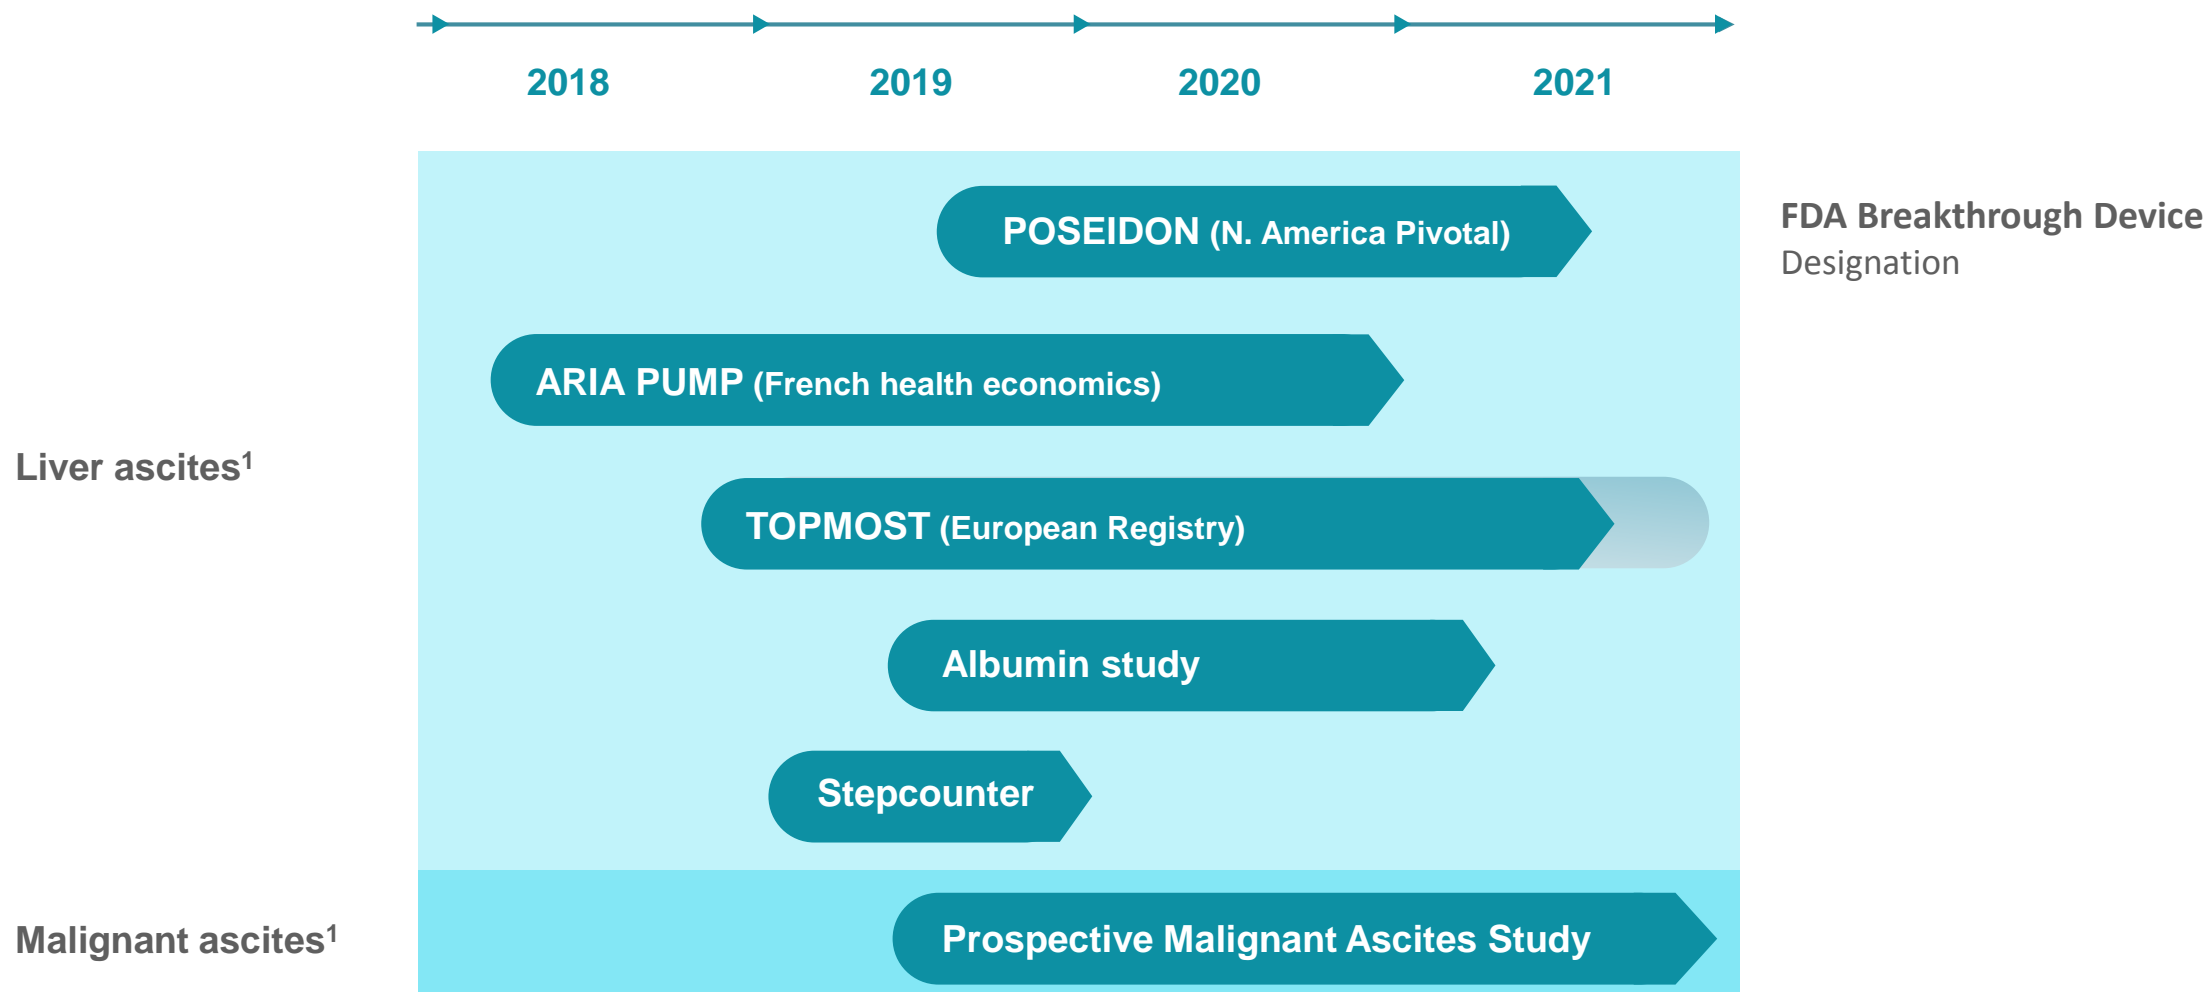 2018 2019 2020 2021
POSEIDON (N. America Pivotal)
FDA Breakthrough Device
Designation
ARIA PUMP (French health economics)
Liver ascites¹
TOPMOST (European Registry)
Albumin study
Stepcounter
Malignant ascites¹
Prospective Malignant Ascites Study